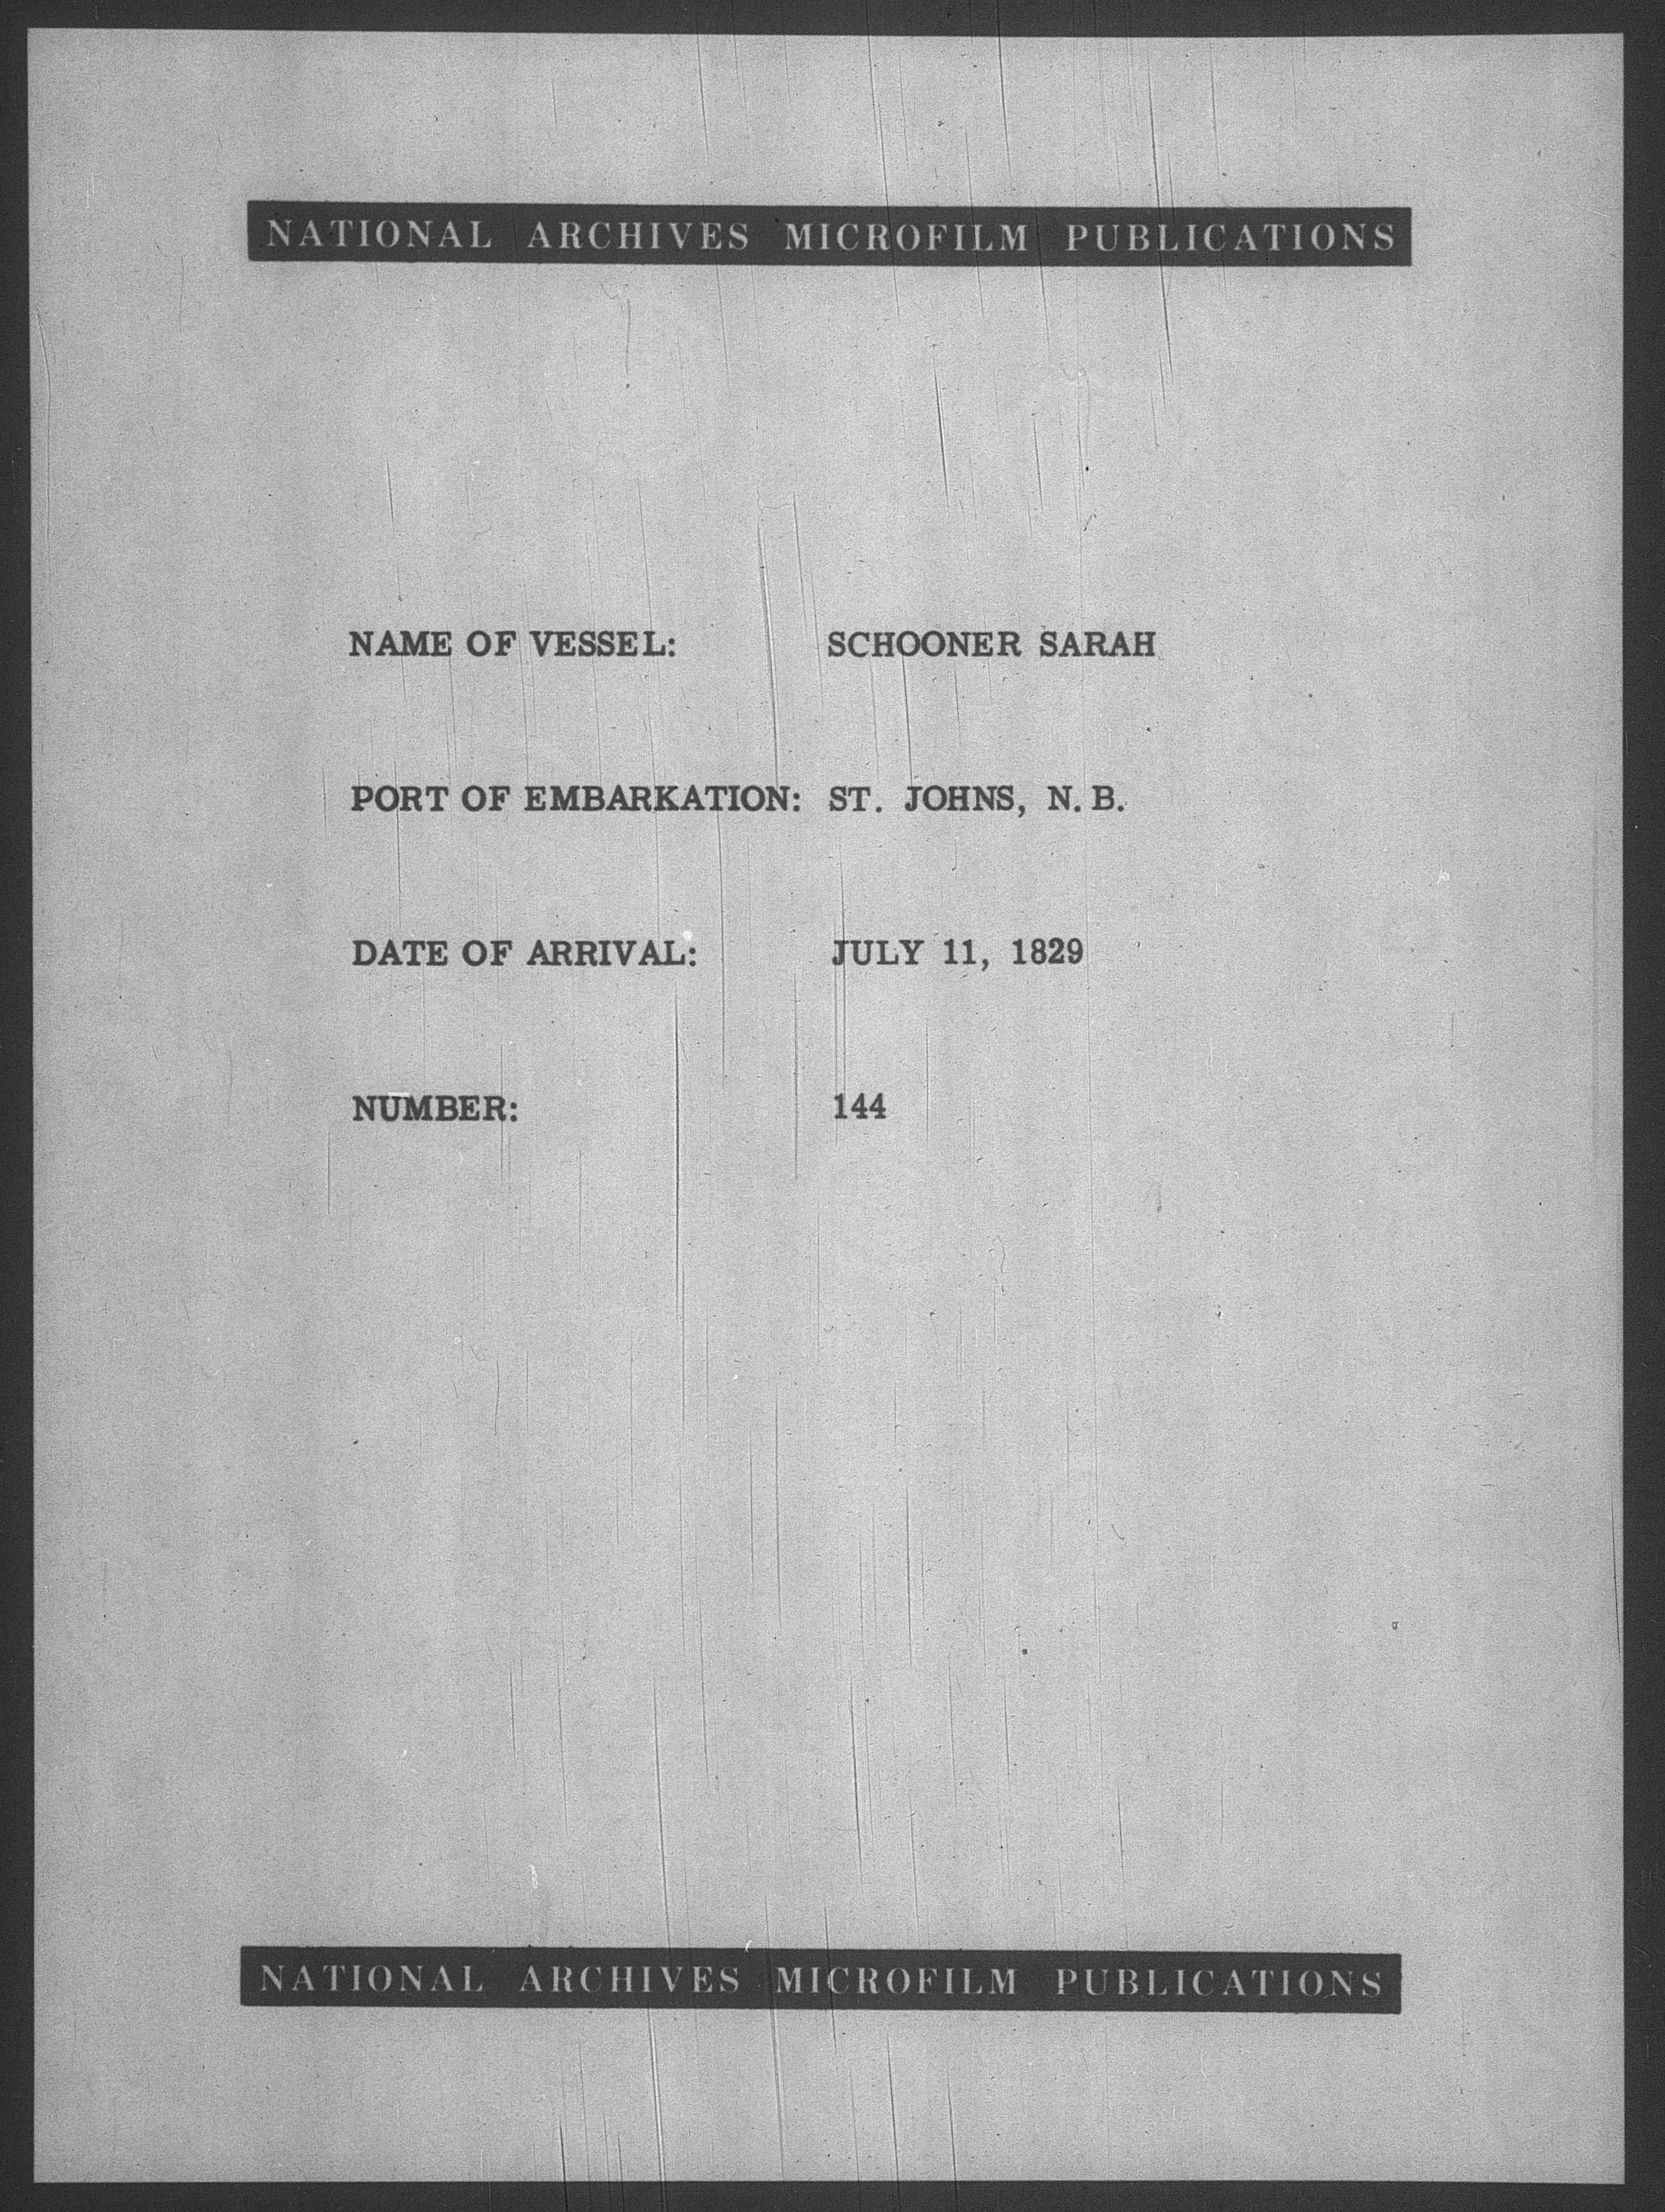 NATIONAL ARCHIVES MICROFILM PUBLICATIONS
NAME OF VESSEL: SCHOONER SARAH
PORT OF EMBARKATION: ST. JOHNS, N. B.
DATE OF ARRIVAL: JULY 11, 1829
NUMBER: 144
NATIONAL ARCHIVES MICROFILM PUBLICATIONS